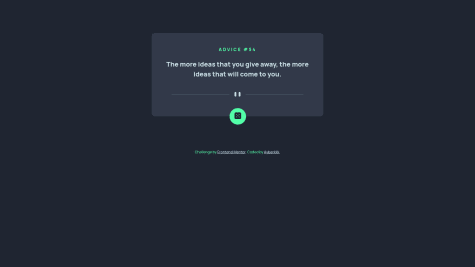 ADVICE #54
The more ideas that you give away, the more
ideas that will come to you.
Challenge by Frontend Mentor. Coded by